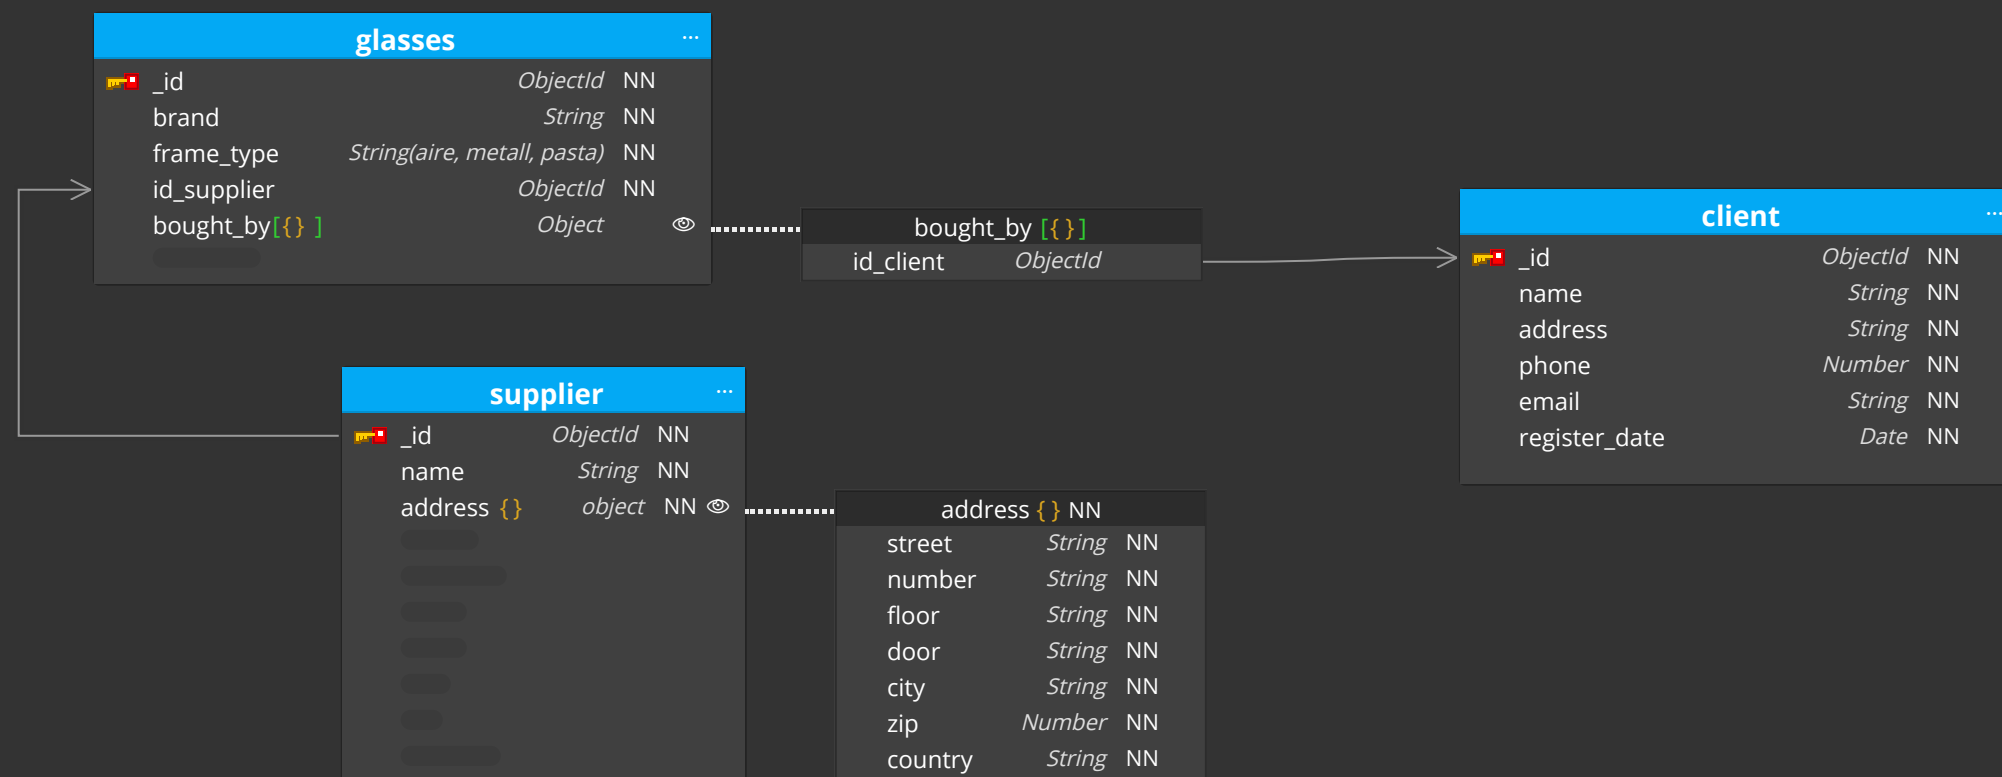 glasses ...
_id ObjectId NN
brand String NN
frame_type String(aire, metall, pasta) NN
id_supplier ObjectId NN
bought_by[{} ] Object
bought_by [{}]
id_client ObjectId
client ...
_id ObjectId NN
name String NN
address String NN
phone Number NN
email String NN
register_date Date NN
supplier ...
_id ObjectId NN
name String NN
address {} object NN
address {} NN
street String NN
number String NN
floor String NN
door String NN
city String NN
zip Number NN
country String NN